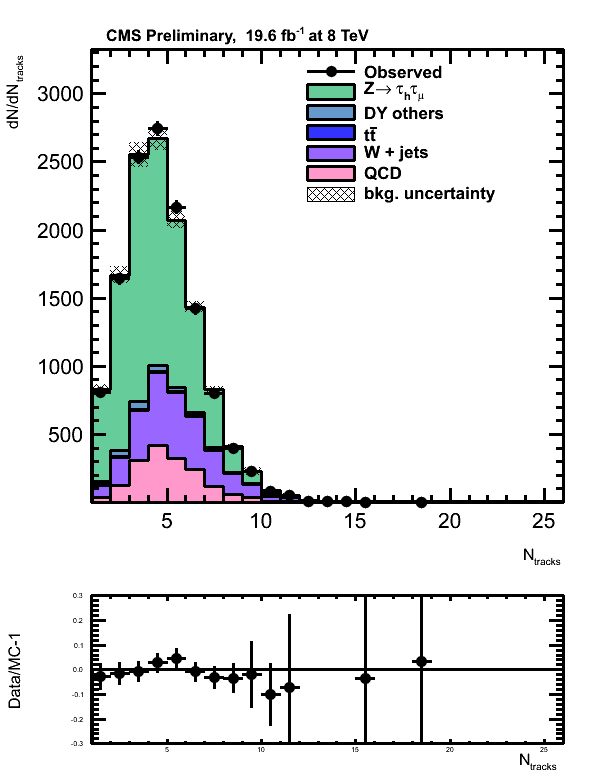 CMS Preliminary, 19.6 fb⁻¹ at 8 TeV
dN/dN_tracks
3000
2500
2000
1500
1000
500
Observed
Z→ τ_hτ_μ
DY others
tt̄
W + jets
QCD
bkg. uncertainty
5 10 15 20 25
N_tracks
Data/MC-1
0.3
0.2
0.1
0.0
-0.1
-0.2
-0.3
5 10 15 20 25
N_tracks